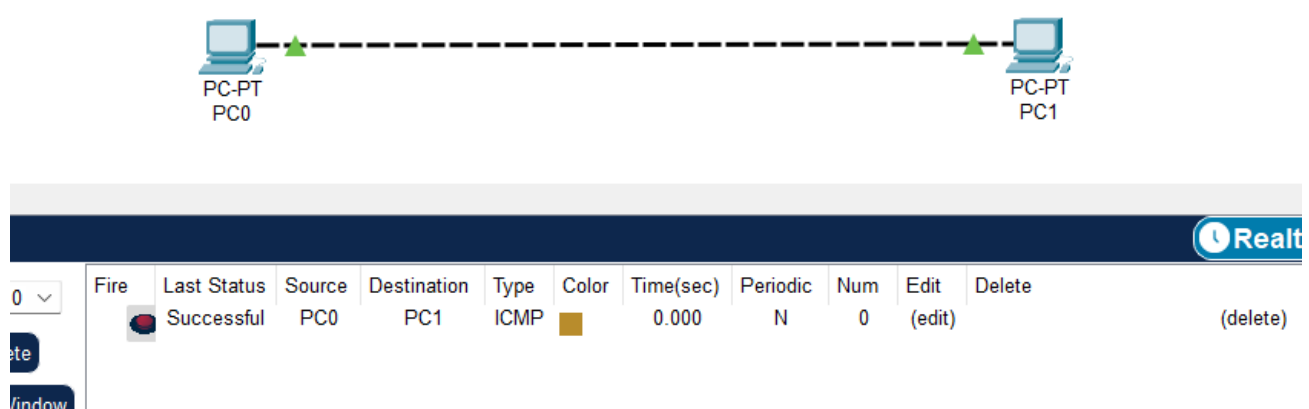 PC-PT
PC0
PC-PT
PC1
Realt
0
Fire Last Status Source Destination Type Color Time(sec) Periodic Num Edit Delete
Successful PC0 PC1 ICMP 0.000 N 0 (edit) (delete)
ete
Window